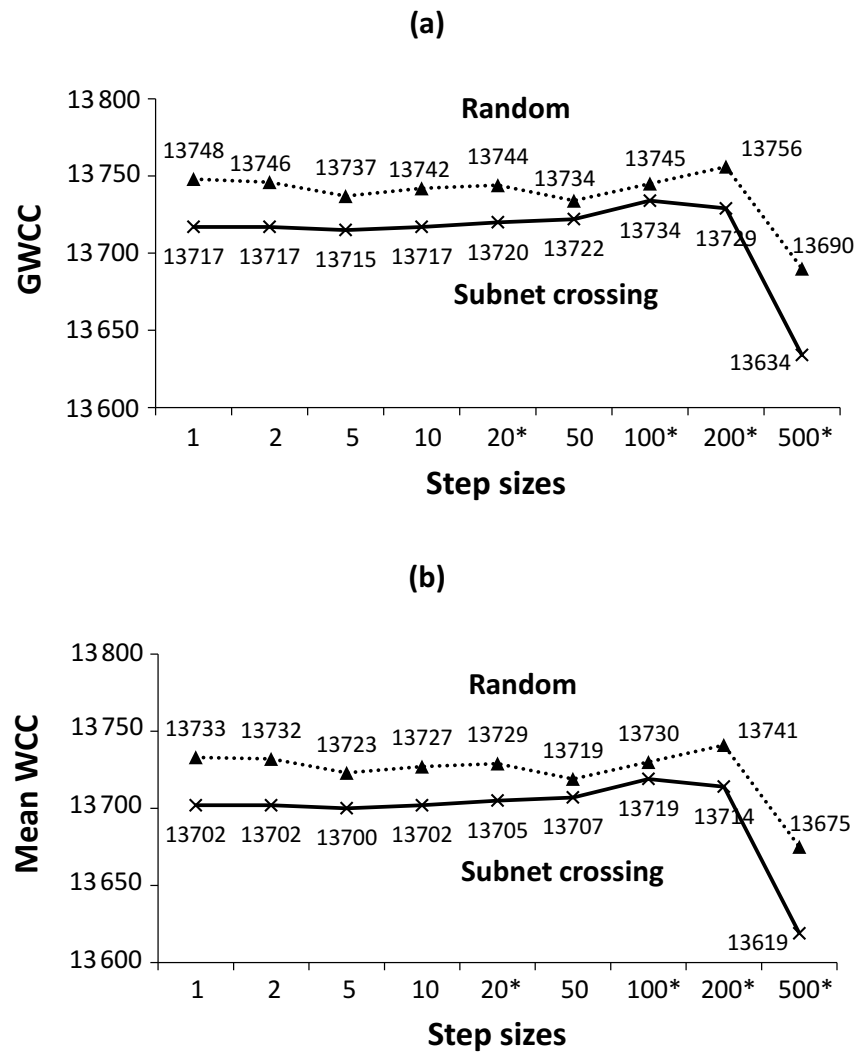 (a)
13 800
Random
13748 13746 13737 13742 13744 13734 13745 13756
13 750
13 700
13690
13717 13717 13715 13717 13720 13722 13734 13729
Subnet crossing
13 650
13634
13 600
GWCC
1 2 5 10 20* 50 100* 200* 500*
Step sizes
(b)
13 800
Random
13733 13732 13723 13727 13729 13719 13730 13741
13 750
13 700
13675
13702 13702 13700 13702 13705 13707 13719 13714
Subnet crossing
13 650
13619
13 600
Mean WCC
1 2 5 10 20* 50 100* 200* 500*
Step sizes